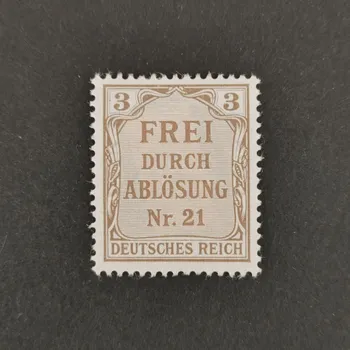 3 3
FREI
DURCH
ABLÖSUNG
Nr. 21
DEUTSCHES REICH